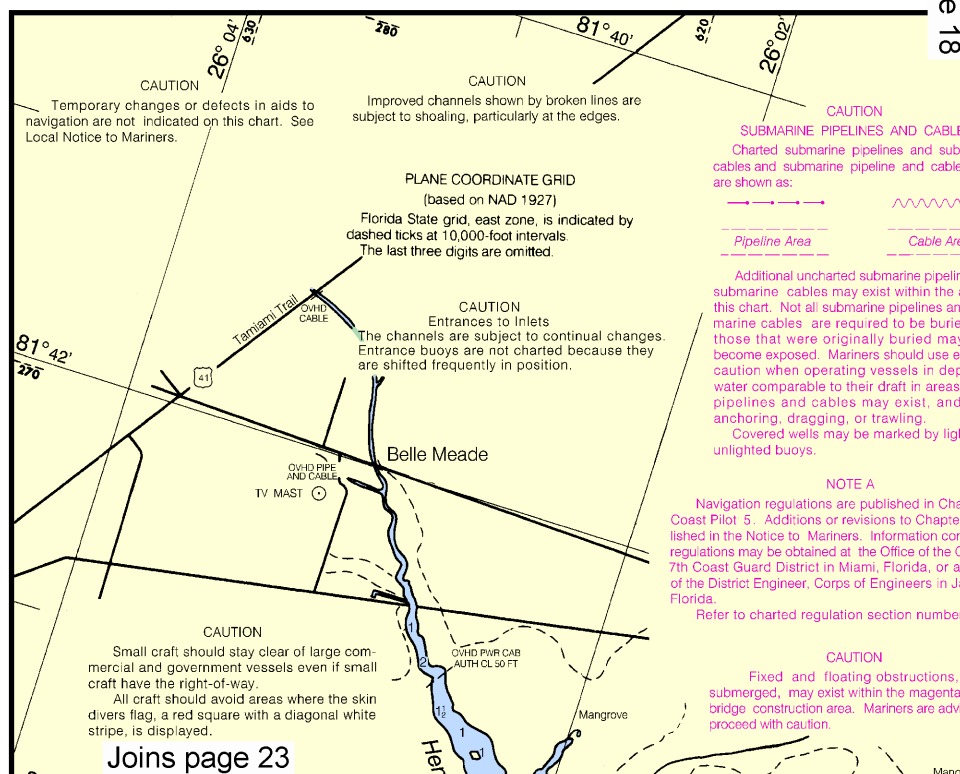 e 18
26° 04'
630
280
81° 40'
620
26° 02'
CAUTION
Temporary changes or defects in aids to
navigation are not indicated on this chart. See
Local Notice to Mariners.
CAUTION
Improved channels shown by broken lines are
subject to shoaling, particularly at the edges.
CAUTION
SUBMARINE PIPELINES AND CABLE
Charted submarine pipelines and sub
cables and submarine pipeline and cable
are shown as:
Pipeline Area
Cable Are
Additional uncharted submarine pipelin
submarine cables may exist within the a
this chart. Not all submarine pipelines an
marine cables are required to be burie
those that were originally buried may
become exposed. Mariners should use e
caution when operating vessels in dep
water comparable to their draft in areas
pipelines and cables may exist, and
anchoring, dragging, or trawling.
Covered wells may be marked by ligh
unlighted buoys.
PLANE COORDINATE GRID
(based on NAD 1927)
Florida State grid, east zone, is indicated by
dashed ticks at 10,000-foot intervals.
The last three digits are omitted.
Tamiami Trail
OVHD
CABLE
CAUTION
Entrances to Inlets
The channels are subject to continual changes.
Entrance buoys are not charted because they
are shifted frequently in position.
81° 42'
270
41
Belle Meade
OVHD PIPE
AND CABLE
TV MAST
NOTE A
Navigation regulations are published in Cha
Coast Pilot 5. Additions or revisions to Chapte
lished in the Notice to Mariners. Information con
regulations may be obtained at the Office of the C
7th Coast Guard District in Miami, Florida, or a
of the District Engineer, Corps of Engineers in Ja
Florida.
Refer to charted regulation section number
CAUTION
Small craft should stay clear of large com-
mercial and government vessels even if small
craft have the right-of-way.
All craft should avoid areas where the skin
divers flag, a red square with a diagonal white
stripe, is displayed.
1
2
OVHD PWR CAB
AUTH CL 50 FT
1½
1
1
Mangrove
CAUTION
Fixed and floating obstructions,
submerged, may exist within the magenta
bridge construction area. Mariners are advi
proceed with caution.
Joins page 23
Hen
Mang